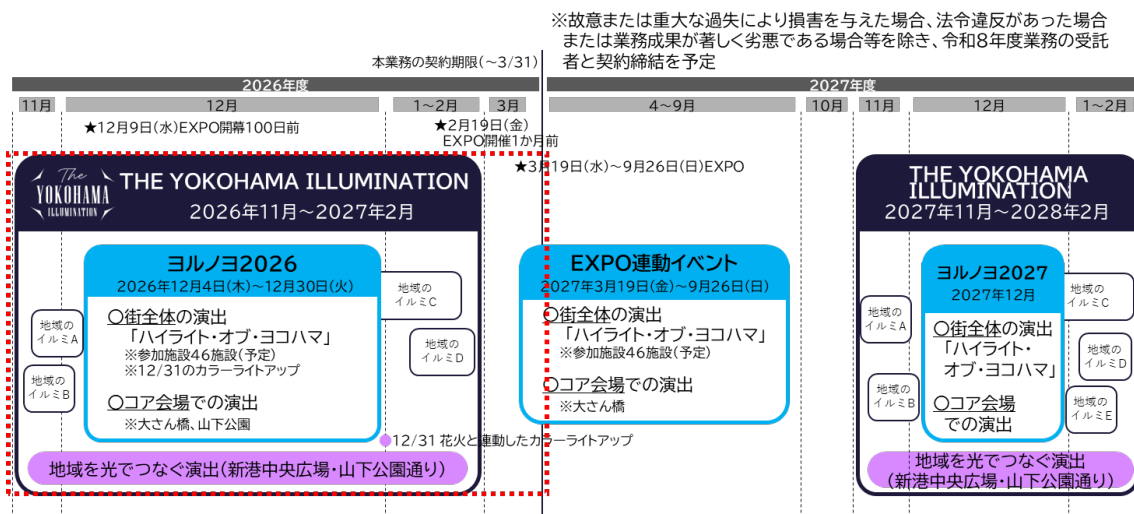 ※故意または重大な過失により損害を与えた場合、法令違反があった場合
または業務成果が著しく劣悪である場合等を除き、令和8年度業務の受託
者と契約締結を予定
本業務の契約期限(~3/31)
2026年度
2027年度
11月
12月
1~2月
3月
4~9月
10月
11月
12月
1~2月
★12月9日(水)EXPO開幕100日前
★2月19日(金)
EXPO開催1か月前
★3月19日(水)~9月26日(日)EXPO
The
YOKOHAMA
ILLUMINATION
THE YOKOHAMA ILLUMINATION
2026年11月~2027年2月
ヨルノヨ2026
2026年12月4日(木)~12月30日(火)
〇街全体の演出
「ハイライト・オブ・ヨコハマ」
※参加施設46施設(予定)
※12/31のカラーライトアップ
〇コア会場での演出
※大さん橋、山下公園
地域の
イルミA
地域の
イルミB
地域の
イルミC
地域の
イルミD
12/31 花火と連動したカラーライトアップ
地域を光でつなぐ演出(新港中央広場・山下公園通り)
EXPO連動イベント
2027年3月19日(金)~9月26日(日)
〇街全体の演出
「ハイライト・オブ・ヨコハマ」
※参加施設46施設(予定)
〇コア会場での演出
※大さん橋
THE YOKOHAMA
ILLUMINATION
2027年11月~2028年2月
ヨルノヨ2027
2027年12月
〇街全体の演出
「ハイライト・
オブ・ヨコハマ」
〇コア会場
での演出
地域の
イルミA
地域の
イルミB
地域の
イルミC
地域の
イルミD
地域の
イルミE
地域を光でつなぐ演出
(新港中央広場・山下公園通り)